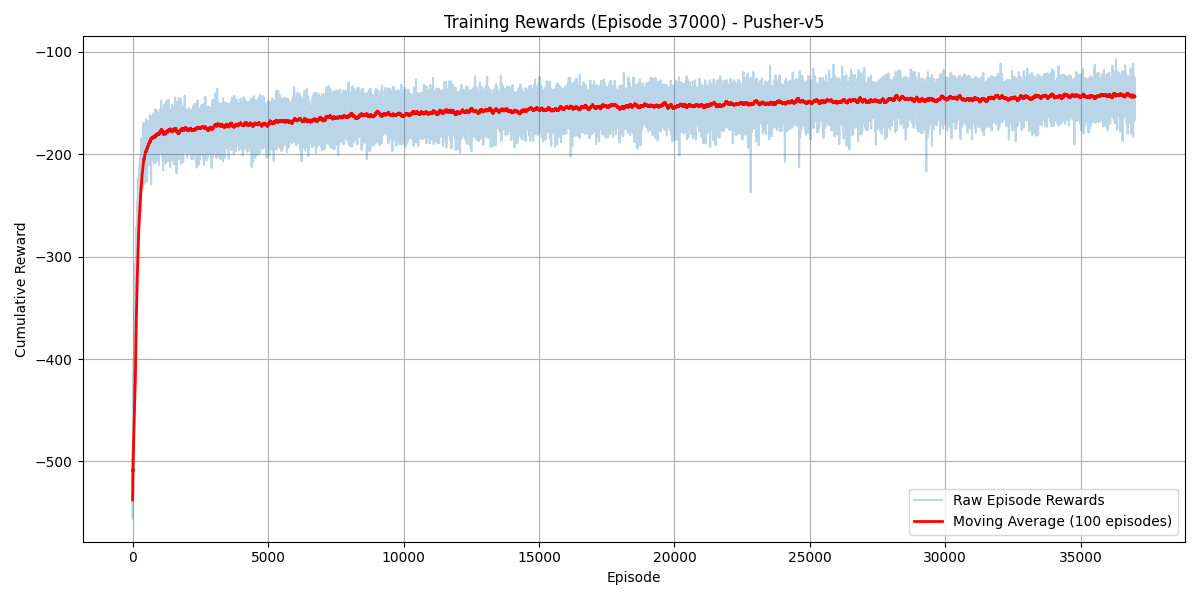 Training Rewards (Episode 37000) - Pusher-v5
Cumulative Reward
−100
−200
−300
−400
−500
0 5000 10000 15000 20000 25000 30000 35000
Episode
Raw Episode Rewards
Moving Average (100 episodes)